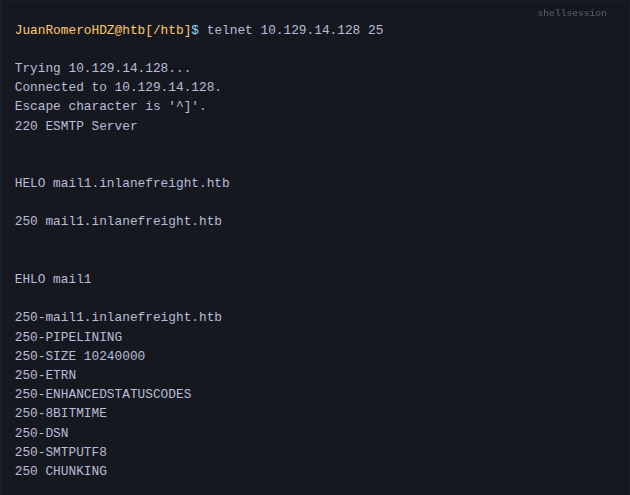 shellsession
JuanRomeroHDZ@htb[/htb]$ telnet 10.129.14.128 25
Trying 10.129.14.128...
Connected to 10.129.14.128.
Escape character is '^]'.
220 ESMTP Server
HELO mail1.inlanefreight.htb
250 mail1.inlanefreight.htb
EHLO mail1
250-mail1.inlanefreight.htb
250-PIPELINING
250-SIZE 10240000
250-ETRN
250-ENHANCEDSTATUSCODES
250-8BITMIME
250-DSN
250-SMTPUTF8
250 CHUNKING